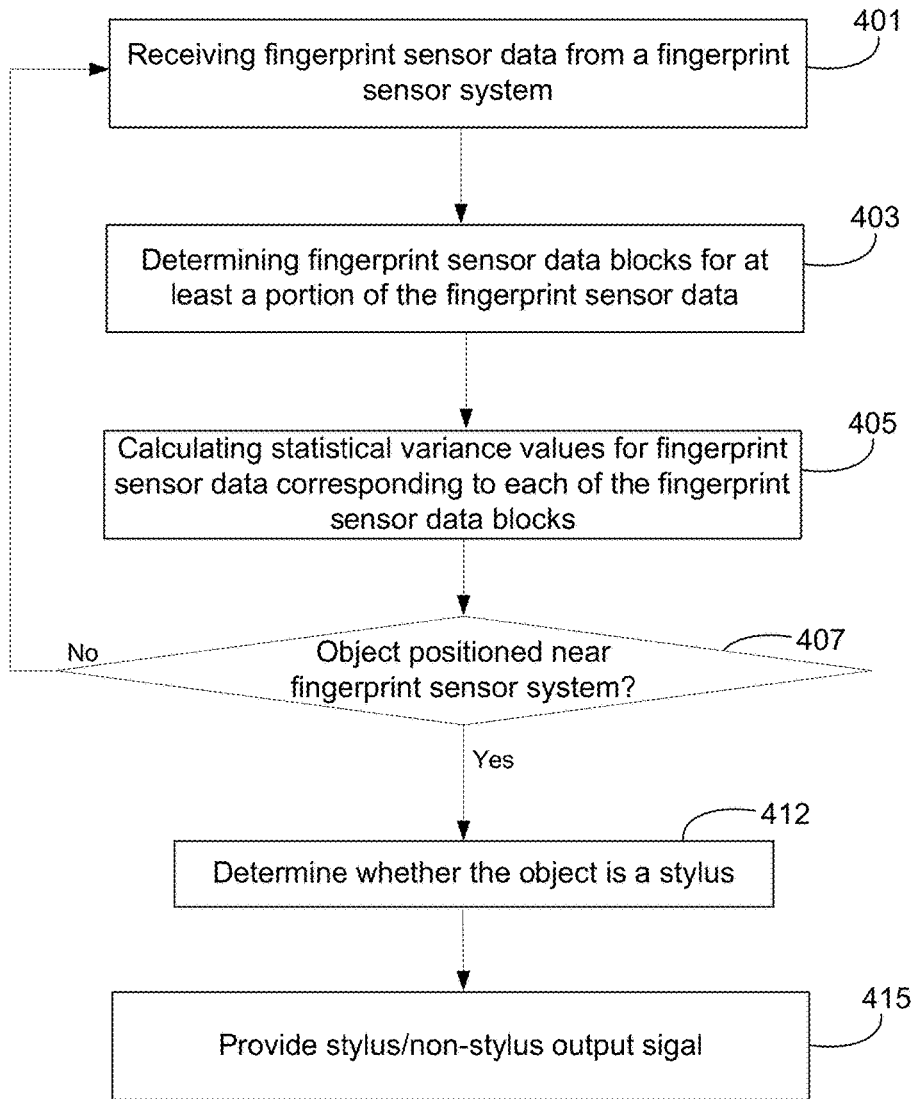 401
Receiving fingerprint sensor data from a fingerprint
sensor system
403
Determining fingerprint sensor data blocks for at
least a portion of the fingerprint sensor data
405
Calculating statistical variance values for fingerprint
sensor data corresponding to each of the fingerprint
sensor data blocks
407
No
Object positioned near
fingerprint sensor system?
Yes
412
Determine whether the object is a stylus
415
Provide stylus/non-stylus output sigal